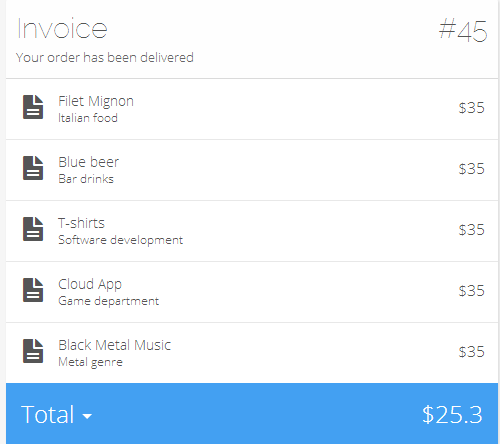 Invoice #45
Your order has been delivered
Filet Mignon
Italian food
$35
Blue beer
Bar drinks
$35
T-shirts
Software development
$35
Cloud App
Game department
$35
Black Metal Music
Metal genre
$35
Total $25.3